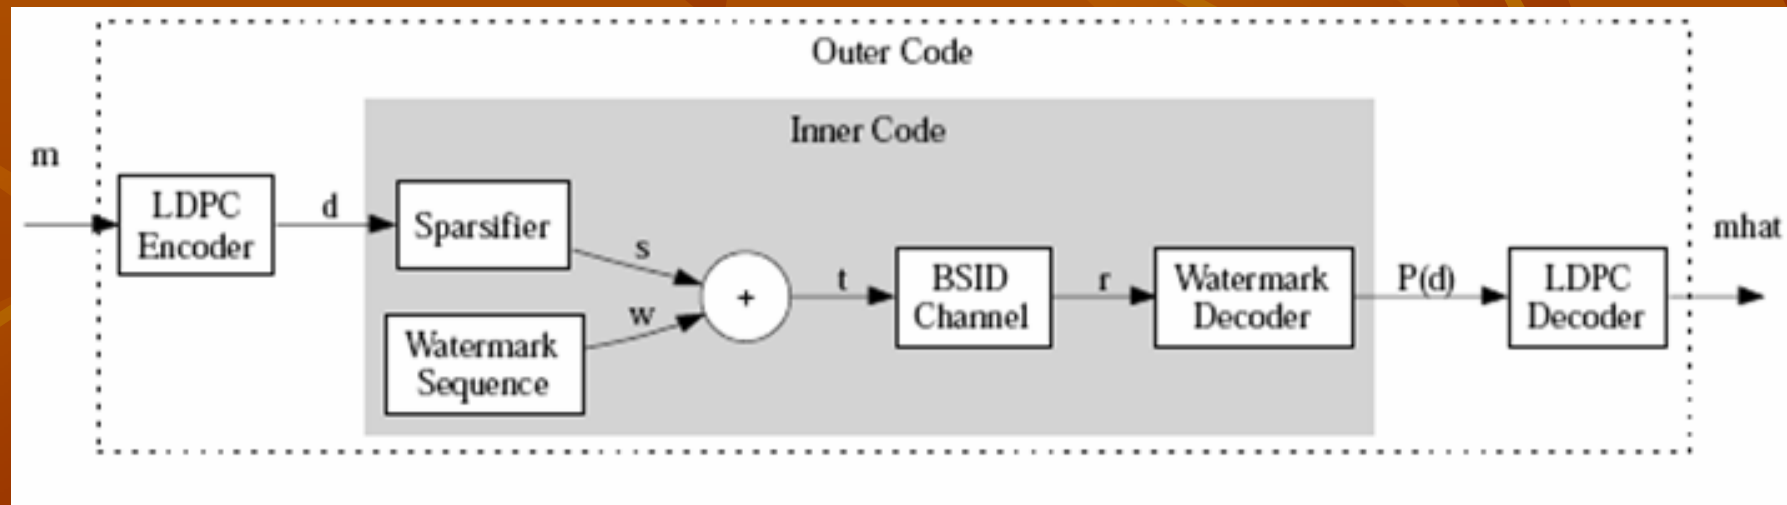 Outer Code
Inner Code
m
LDPC
Encoder
d
Sparsifier
s
w
Watermark
Sequence
+
t
BSID
Channel
r
Watermark
Decoder
P(d)
LDPC
Decoder
mhat